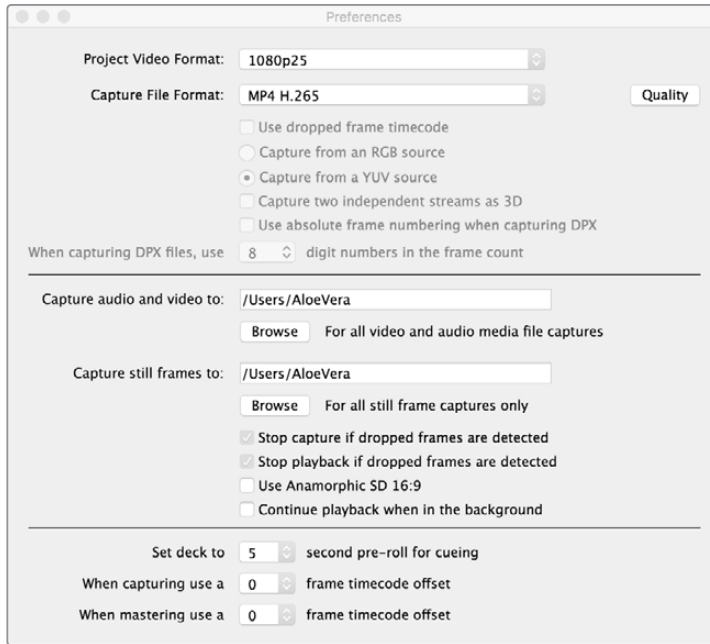 Preferences
Project Video Format: 1080p25
Capture File Format: MP4 H.265 Quality
Use dropped frame timecode
Capture from an RGB source
Capture from a YUV source
Capture two independent streams as 3D
Use absolute frame numbering when capturing DPX
When capturing DPX files, use 8 digit numbers in the frame count
Capture audio and video to: /Users/AloeVera
Browse For all video and audio media file captures
Capture still frames to: /Users/AloeVera
Browse For all still frame captures only
Stop capture if dropped frames are detected
Stop playback if dropped frames are detected
Use Anamorphic SD 16:9
Continue playback when in the background
Set deck to 5 second pre-roll for cueing
When capturing use a 0 frame timecode offset
When mastering use a 0 frame timecode offset